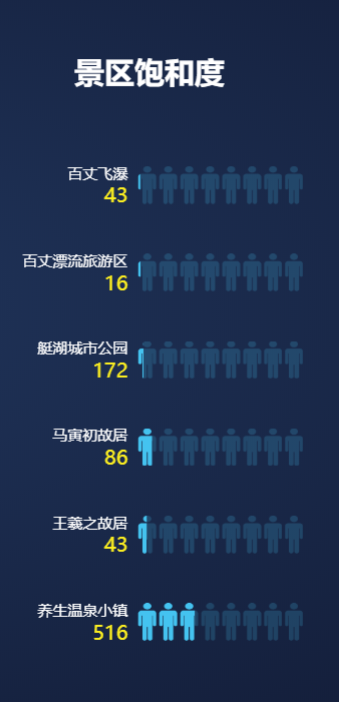 景区饱和度
百丈飞瀑
43
百丈漂流旅游区
16
艇湖城市公园
172
马寅初故居
86
王羲之故居
43
养生温泉小镇
516